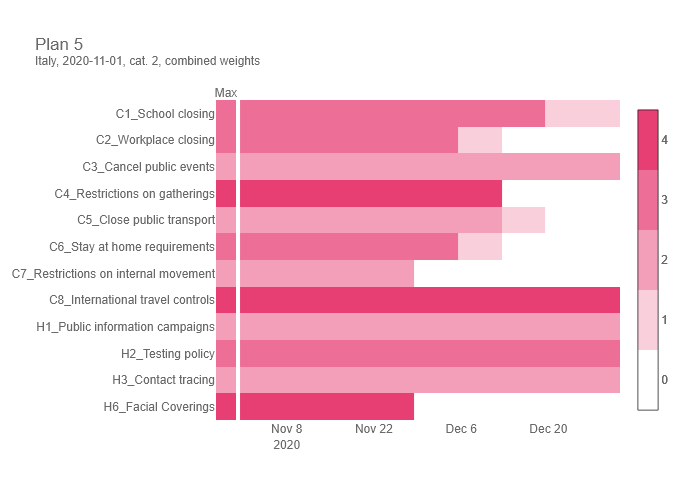 Plan 5
Italy, 2020-11-01, cat. 2, combined weights
Max
C1_School closing
C2_Workplace closing
C3_Cancel public events
C4_Restrictions on gatherings
C5_Close public transport
C6_Stay at home requirements
C7_Restrictions on internal movement
C8_International travel controls
H1_Public information campaigns
H2_Testing policy
H3_Contact tracing
H6_Facial Coverings
Nov 8
2020
Nov 22
Dec 6
Dec 20
4
3
2
1
0